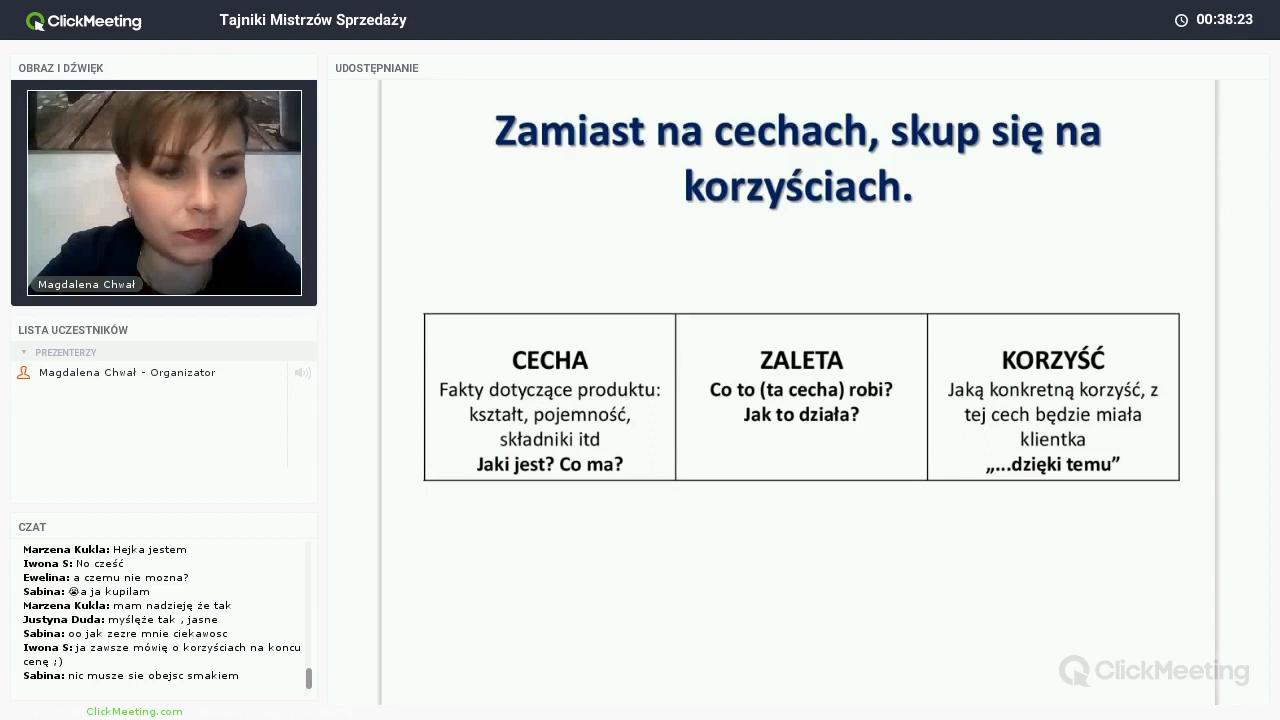 ClickMeeting
Tajniki Mistrzów Sprzedaży
00:38:23
OBRAZ I DŹWIĘK
Magdalena Chwał
LISTA UCZESTNIKÓW
PREZENTERZY
Magdalena Chwał - Organizator
CZAT
Marzena Kukla: Hejka jestem
Iwona S: No cześć
Ewelina: a czemu nie mozna?
Sabina: 😭a ja kupilam
Marzena Kukla: mam nadzieję że tak
Justyna Duda: myślęże tak , jasne
Sabina: oo jak zezre mnie ciekawosc
Iwona S: ja zawsze mówię o korzyściach na koncu
cenę ;)
Sabina: nic musze sie obejsc smakiem
ClickMeeting.com
UDOSTĘPNIANIE
Zamiast na cechach, skup się na
korzyściach.
CECHA
Fakty dotyczące produktu:
kształt, pojemność,
składniki itd
Jaki jest? Co ma?
ZALETA
Co to (ta cecha) robi?
Jak to działa?
KORZYŚĆ
Jaką konkretną korzyść, z
tej cech będzie miała
klientka
„...dzięki temu”
ClickMeeting